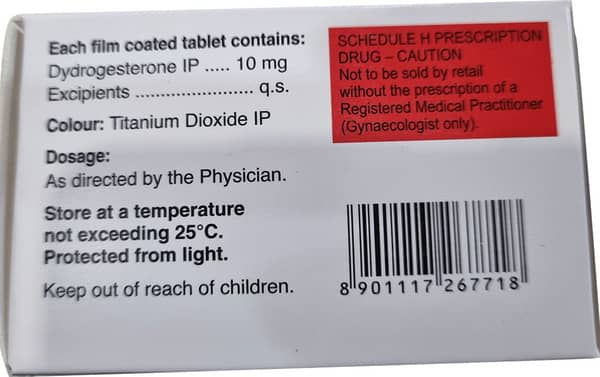 Each film coated tablet contains:
Dydrogesterone IP ..... 10 mg
Excipients ...................... q.s.
Colour: Titanium Dioxide IP
Dosage:
As directed by the Physician.
Store at a temperature
not exceeding 25°C.
Protected from light.
Keep out of reach of children.
SCHEDULE H PRESCRIPTION
DRUG – CAUTION
Not to be sold by retail
without the prescription of a
Registered Medical Practitioner
(Gynaecologist only).
8 901117 267718